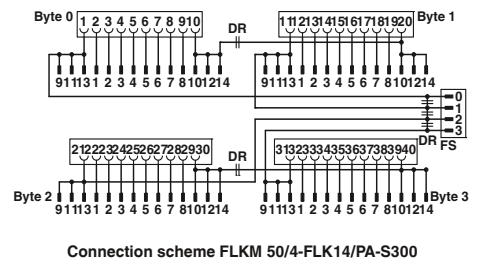 Byte 0 1 2 3 4 5 6 7 8 9 10 DR 11 12 13 14 15 16 17 18 19 20 Byte 1
9 11 13 1 2 3 4 5 6 7 8 10 12 14 9 11 13 1 2 3 4 5 6 7 8 10 12 14
0
1
2
3
DR FS
21 22 23 24 25 26 27 28 29 30 DR 31 32 33 34 35 36 37 38 39 40
Byte 2 9 11 13 1 2 3 4 5 6 7 8 10 12 14 9 11 13 1 2 3 4 5 6 7 8 10 12 14 Byte 3
Connection scheme FLKM 50/4-FLK14/PA-S300